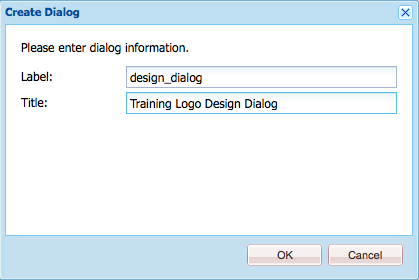 Create Dialog
Please enter dialog information.
Label: design_dialog
Title: Training Logo Design Dialog
OK Cancel